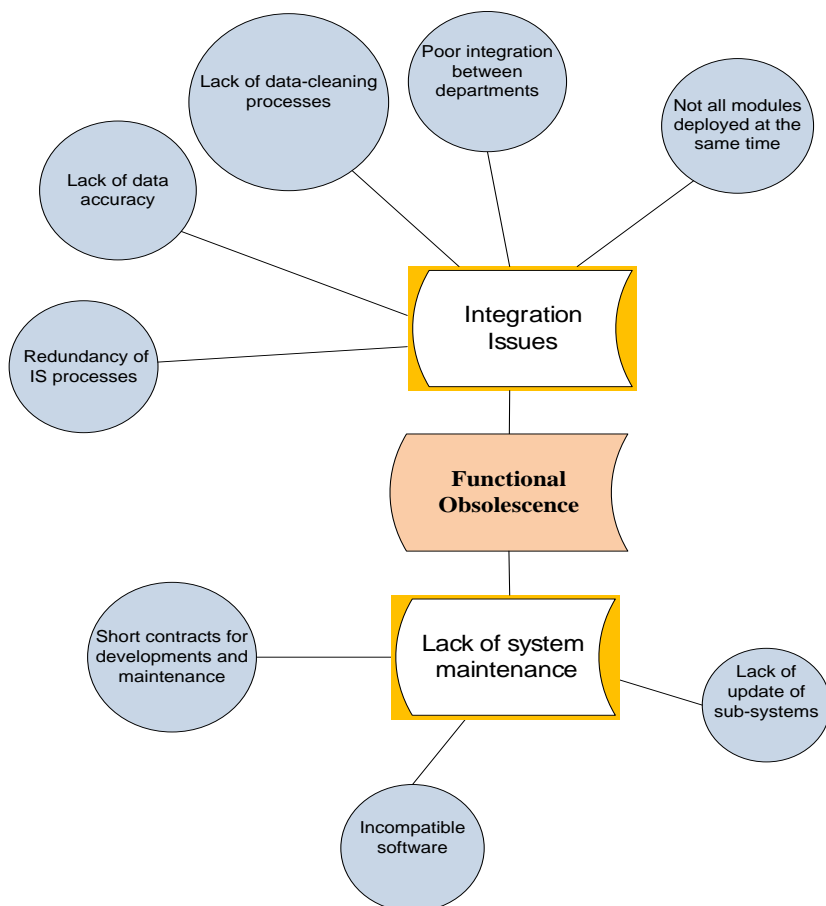 Poor integration
between
departments
Lack of data-cleaning
processes
Not all modules
deployed at the
same time
Lack of data
accuracy
Integration
Issues
Redundancy of
IS processes
Functional
Obsolescence
Short contracts for
developments and
maintenance
Lack of system
maintenance
Lack of
update of
sub-systems
Incompatible
software